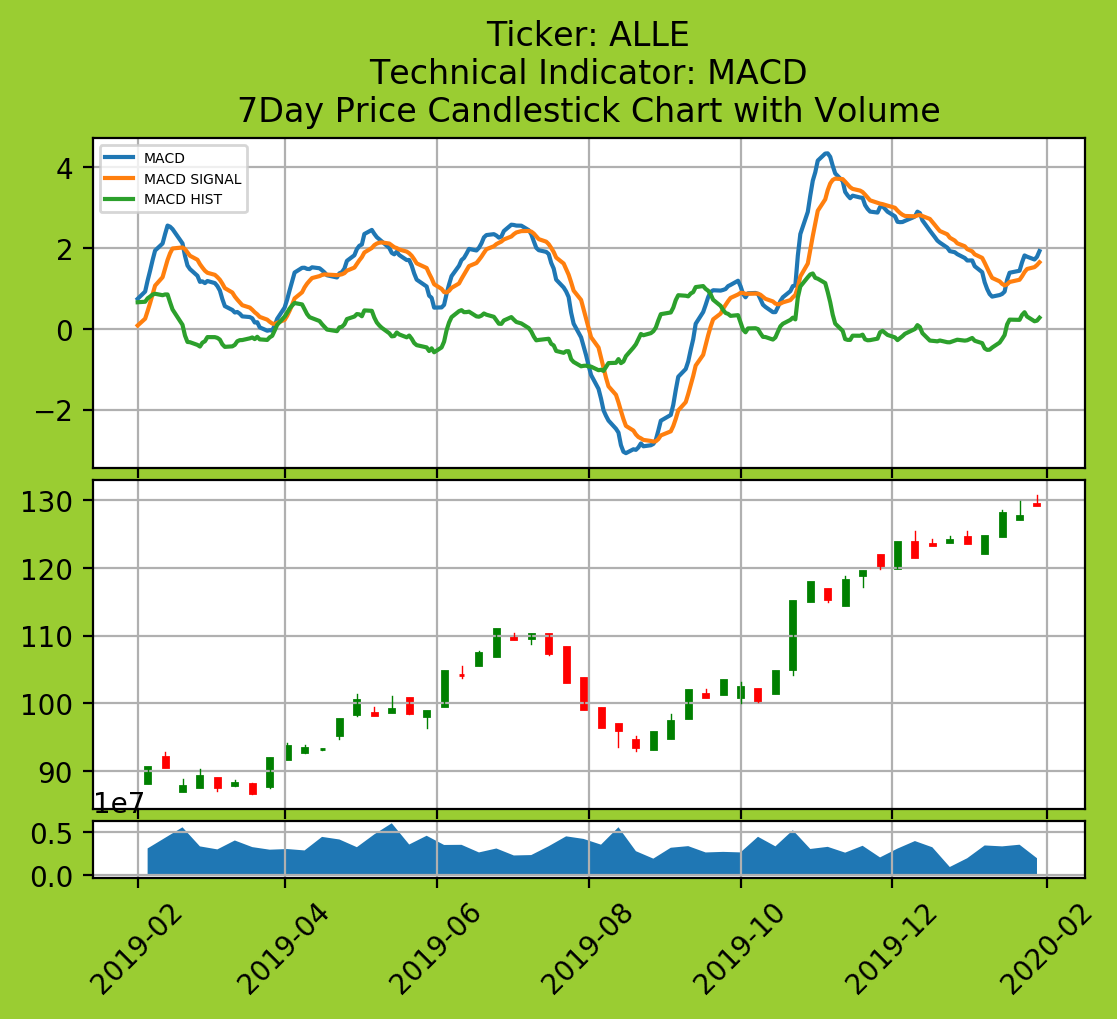 Ticker: ALLE
Technical Indicator: MACD
7Day Price Candlestick Chart with Volume
MACD
MACD SIGNAL
MACD HIST
4
2
0
−2
130
120
110
100
90
1e7
0.5
0.0
2019-02
2019-04
2019-06
2019-08
2019-10
2019-12
2020-02